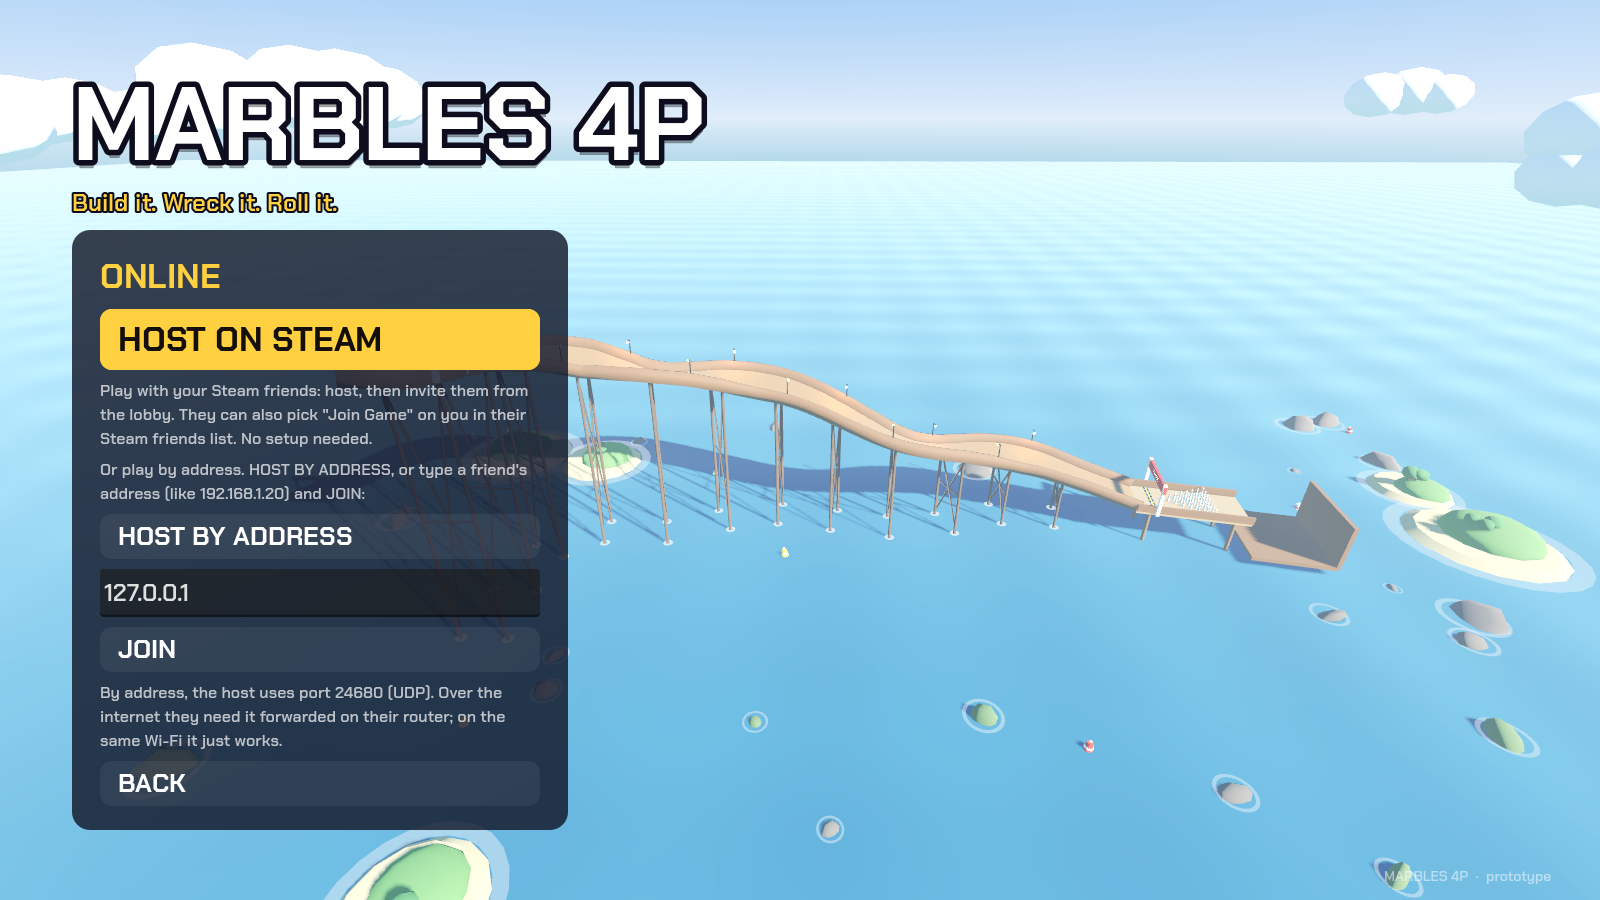 MARBLES 4P
Build it. Wreck it. Roll it.
ONLINE
HOST ON STEAM
Play with your Steam friends: host, then invite them from
the lobby. They can also pick "Join Game" on you in their
Steam friends list. No setup needed.
Or play by address. HOST BY ADDRESS, or type a friend's
address (like 192.168.1.20) and JOIN:
HOST BY ADDRESS
127.0.0.1
JOIN
By address, the host uses port 24680 (UDP). Over the
internet they need it forwarded on their router; on the
same Wi-Fi it just works.
BACK
MARBLES 4P · prototype